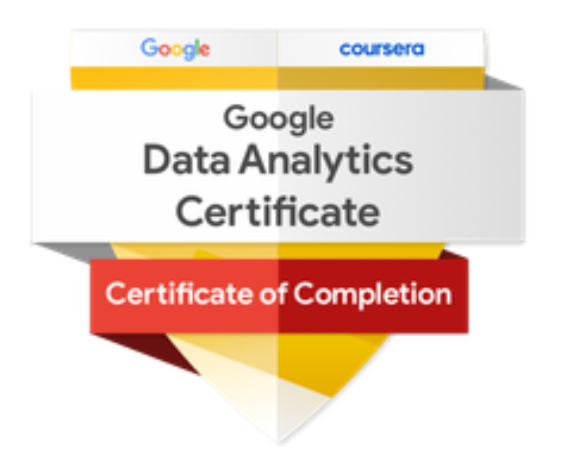 Google coursera
Google
Data Analytics
Certificate
Certificate of Completion